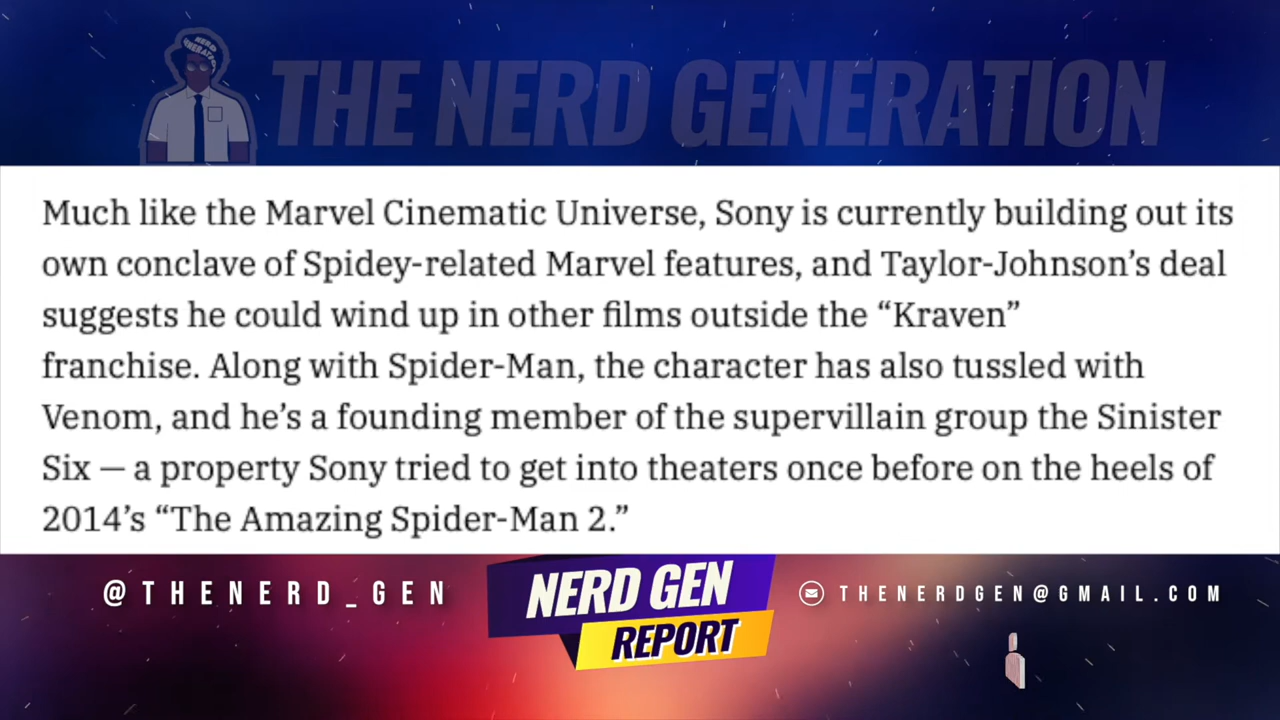 NERD
GENERATION
THE NERD GENERATION
Much like the Marvel Cinematic Universe, Sony is currently building out its
own conclave of Spidey-related Marvel features, and Taylor-Johnson’s deal
suggests he could wind up in other films outside the “Kraven”
franchise. Along with Spider-Man, the character has also tussled with
Venom, and he’s a founding member of the supervillain group the Sinister
Six — a property Sony tried to get into theaters once before on the heels of
2014’s “The Amazing Spider-Man 2.”
@THENERD_GEN
NERD GEN
REPORT
THENERDGEN@GMAIL.COM